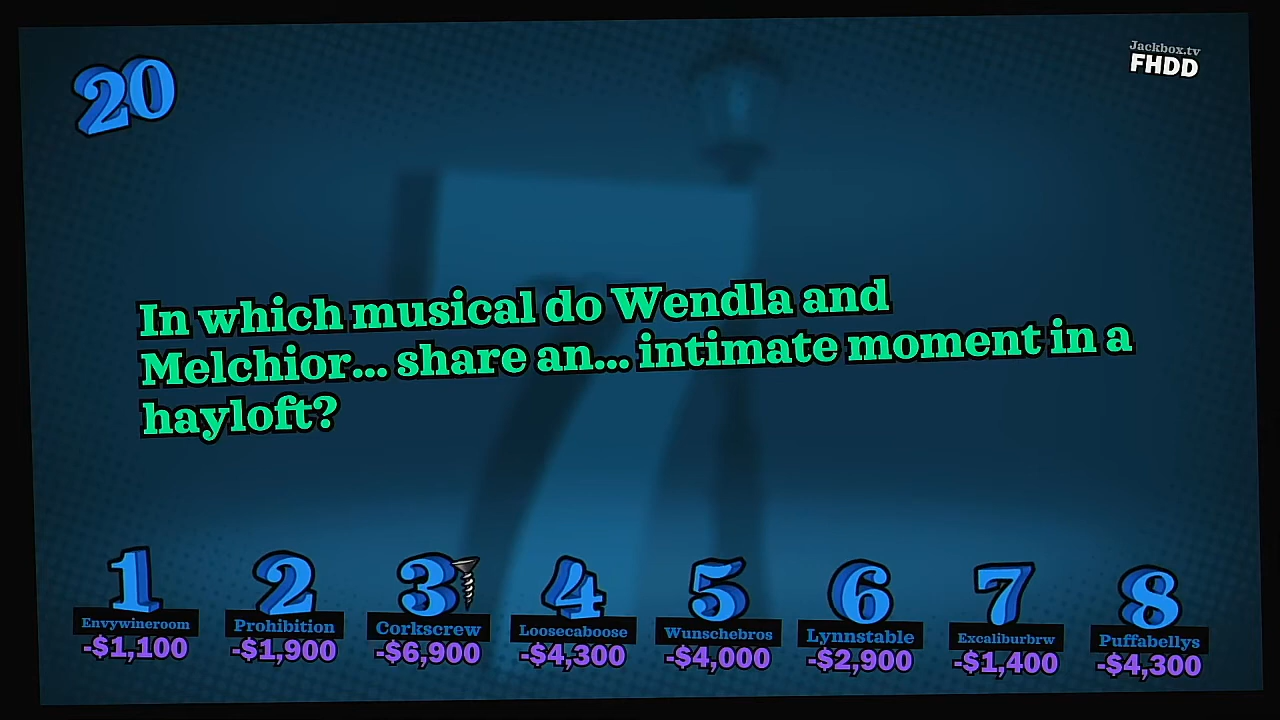 20
Jackbox.tv
FHDD
In which musical do Wendla and
Melchior... share an... intimate moment in a
hayloft?
1 2 3 4 5 6 7 8
Envywineroom Prohibition Corkscrew Loosecaboose Wunschebros Lynnstable Excaliburbrw Puffabellys
-$1,100 -$1,900 -$6,900 -$4,300 -$4,000 -$2,900 -$1,400 -$4,300